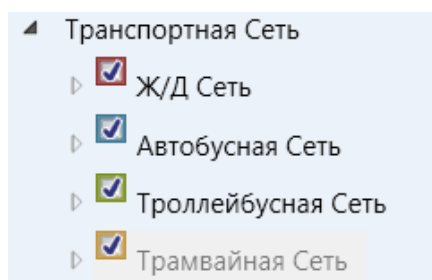 Транспортная Сеть
Ж/Д Сеть
Автобусная Сеть
Троллейбусная Сеть
Трамвайная Сеть